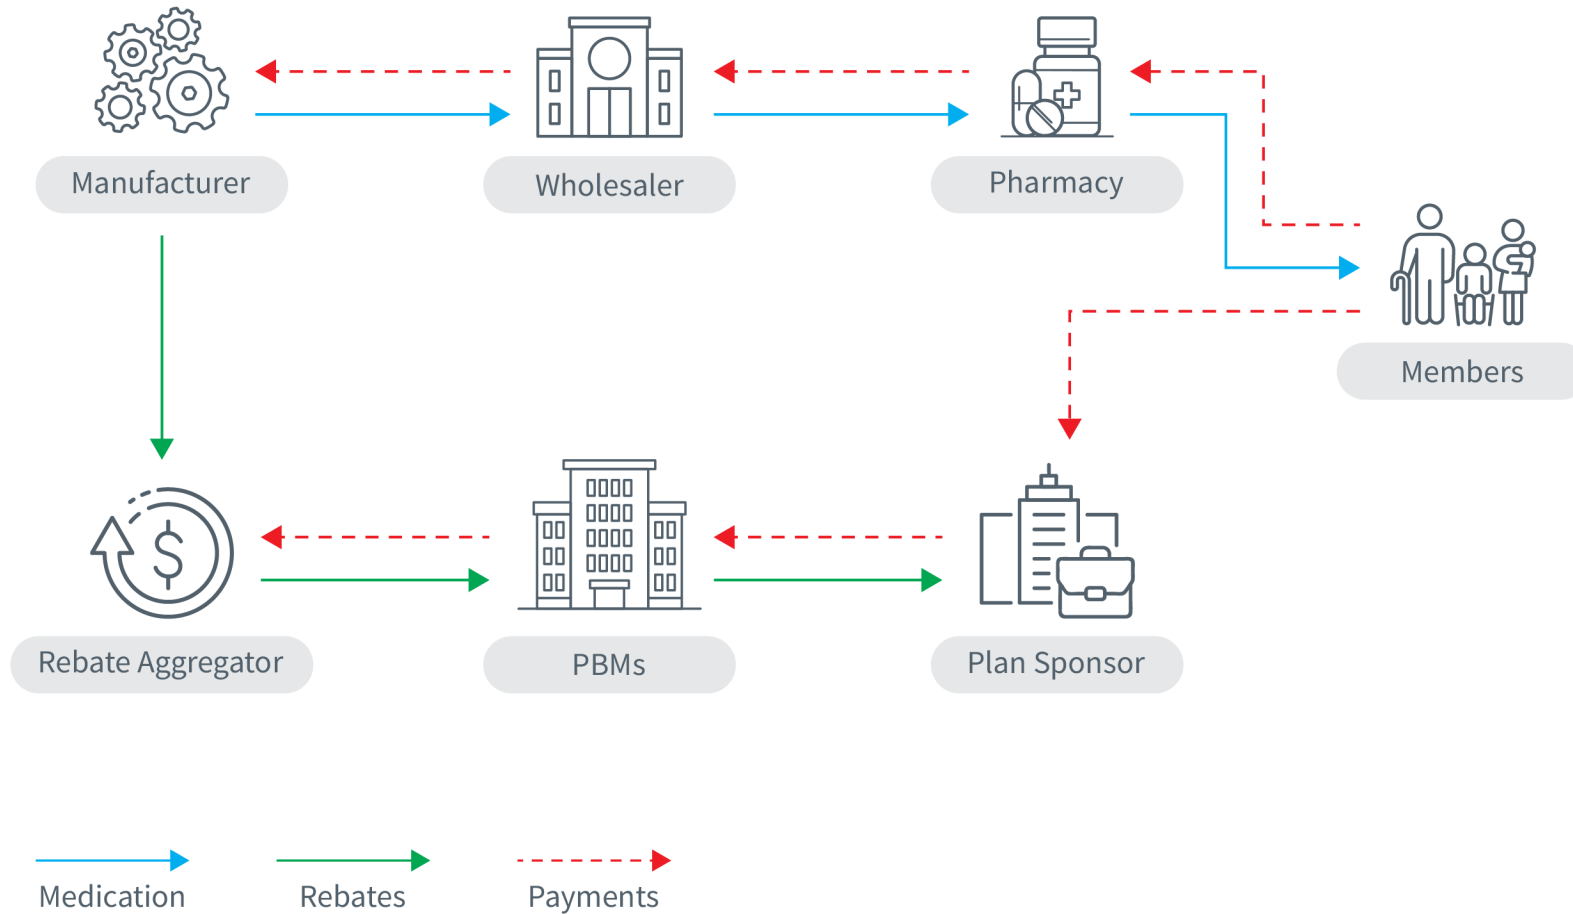 Manufacturer
Wholesaler
Pharmacy
Members
Rebate Aggregator
PBMs
Plan Sponsor
Medication
Rebates
Payments